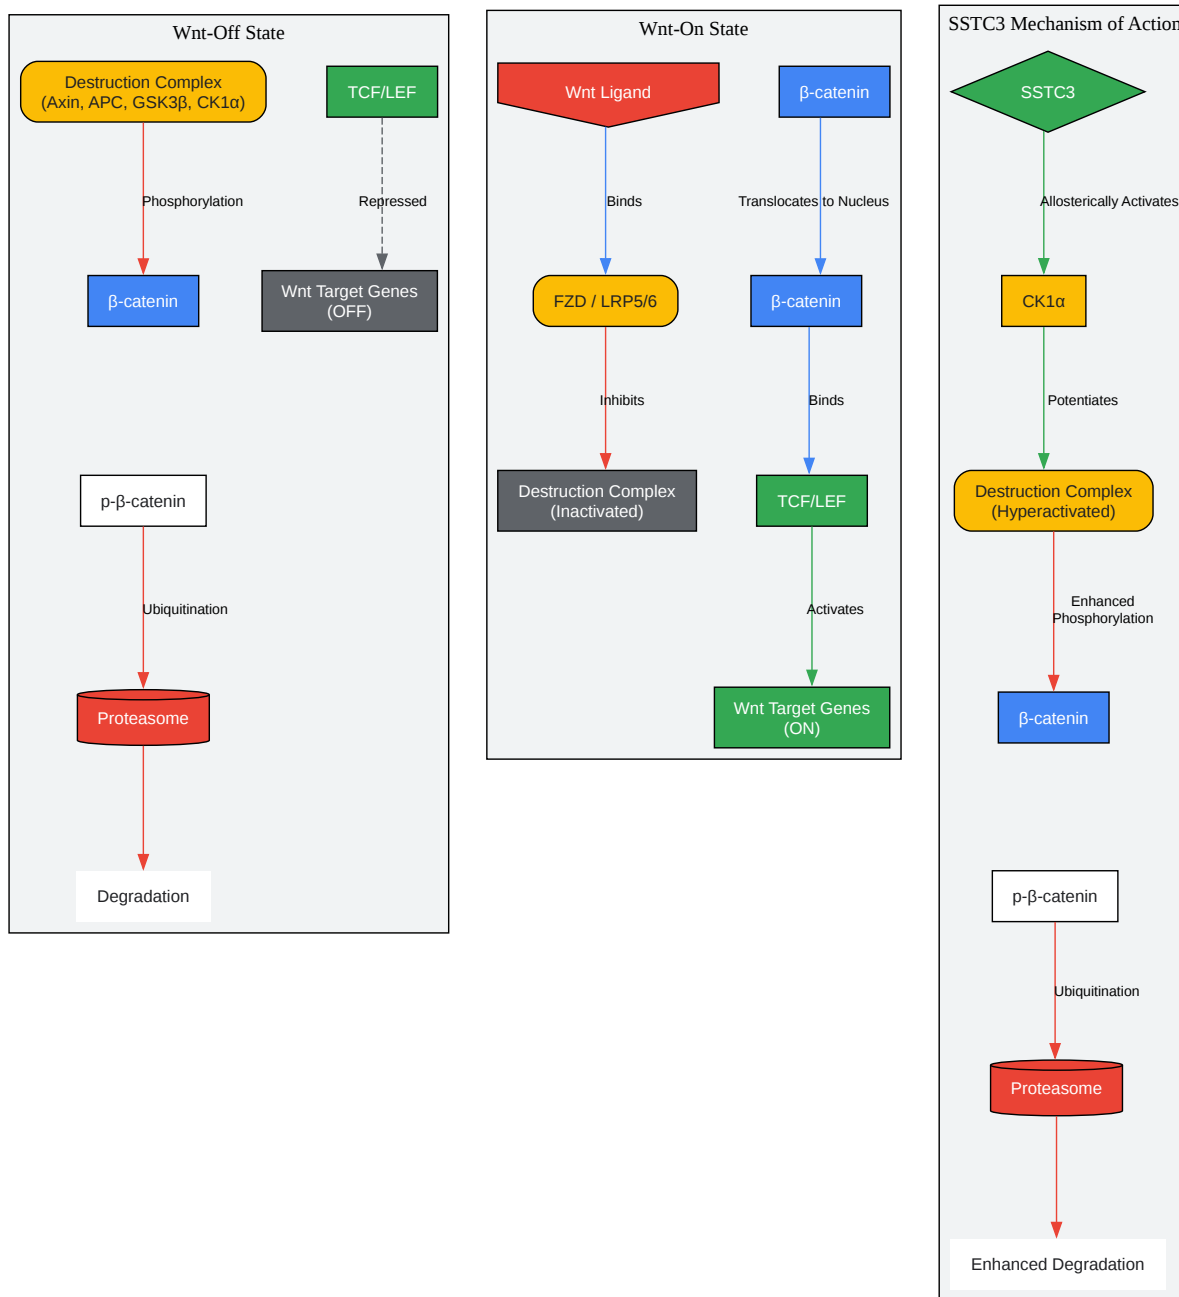 Wnt-Off State
Destruction Complex
(Axin, APC, GSK3β, CK1α)
TCF/LEF
Phosphorylation
Repressed
β-catenin
Wnt Target Genes
(OFF)
p-β-catenin
Ubiquitination
Proteasome
Degradation
Wnt-On State
Wnt Ligand
β-catenin
Binds
Translocates to Nucleus
FZD / LRP5/6
β-catenin
Inhibits
Binds
Destruction Complex
(Inactivated)
TCF/LEF
Activates
Wnt Target Genes
(ON)
SSTC3 Mechanism of Action
SSTC3
Allosterically Activates
CK1α
Potentiates
Destruction Complex
(Hyperactivated)
Enhanced
Phosphorylation
β-catenin
p-β-catenin
Ubiquitination
Proteasome
Enhanced Degradation